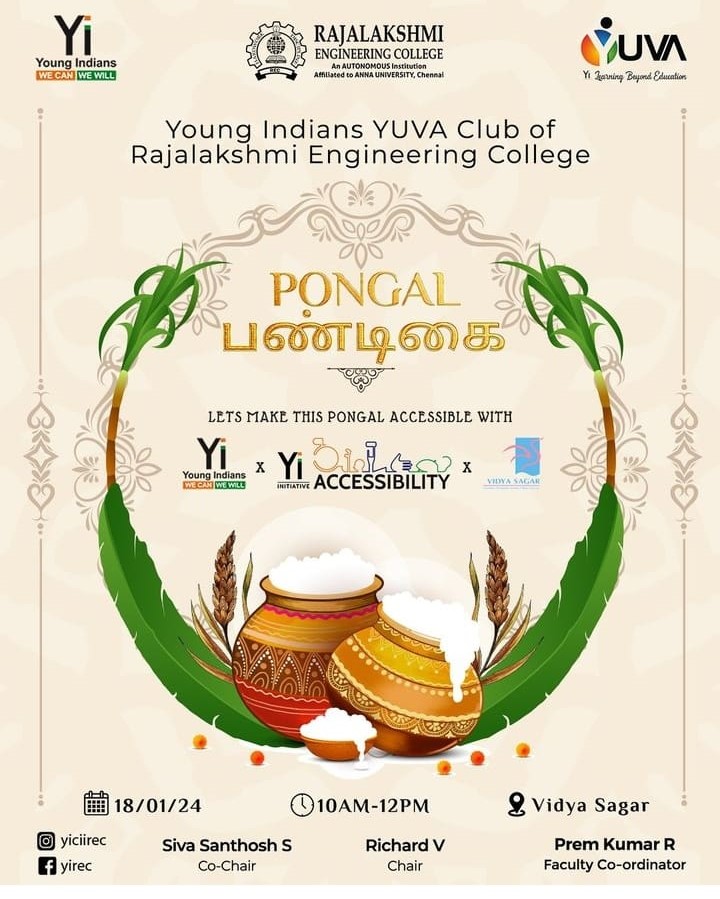 Yi
Young Indians
WE CAN WE WILL
REC
RAJALAKSHMI
ENGINEERING COLLEGE
An AUTONOMOUS Institution
Affiliated to ANNA UNIVERSITY, Chennai
YUVA
Yi Learning Beyond Education
Young Indians YUVA Club of
Rajalakshmi Engineering College
PONGAL
பண்டிகை
LETS MAKE THIS PONGAL ACCESSIBLE WITH
Yi
Young Indians
WE CAN WE WILL
x
Yi
INITIATIVE
ACCESSIBILITY
x
VIDYA SAGAR
18/01/24
10AM-12PM
Vidya Sagar
yiciirec
yirec
Siva Santhosh S
Co-Chair
Richard V
Chair
Prem Kumar R
Faculty Co-ordinator